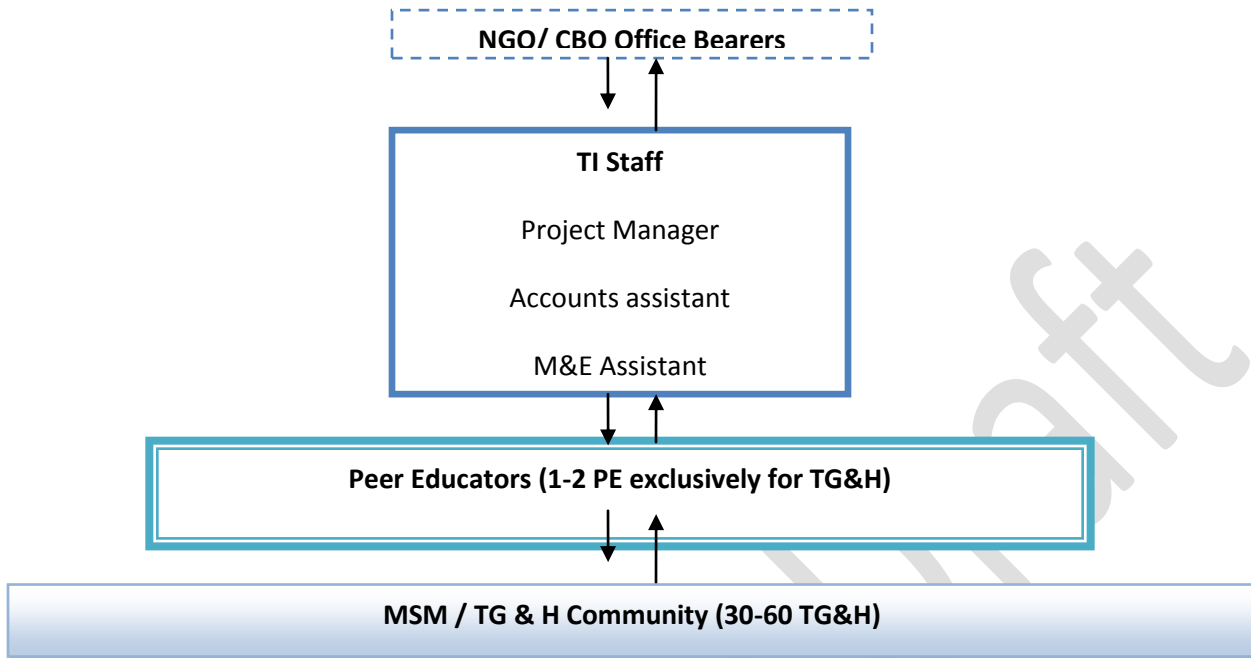 NGO/ CBO Office Bearers
TI Staff
Project Manager
Accounts assistant
M&E Assistant
Peer Educators (1-2 PE exclusively for TG&H)
MSM / TG & H Community (30-60 TG&H)
Draft